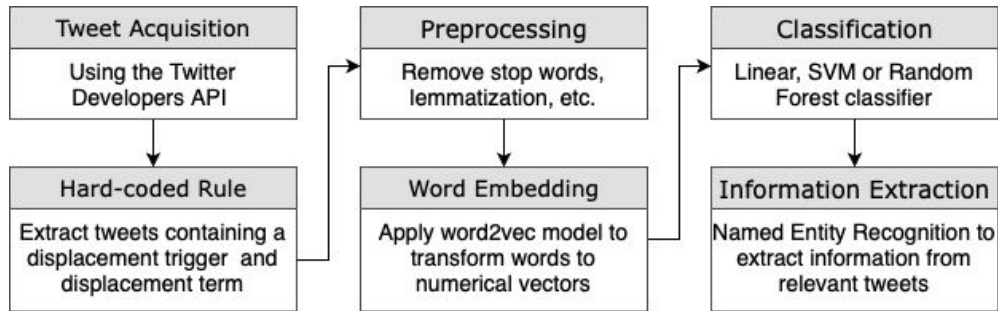 Tweet Acquisition
Using the Twitter
Developers API
Hard-coded Rule
Extract tweets containing a
displacement trigger and
displacement term
Preprocessing
Remove stop words,
lemmatization, etc.
Word Embedding
Apply word2vec model to
transform words to
numerical vectors
Classification
Linear, SVM or Random
Forest classifier
Information Extraction
Named Entity Recognition to
extract information from
relevant tweets